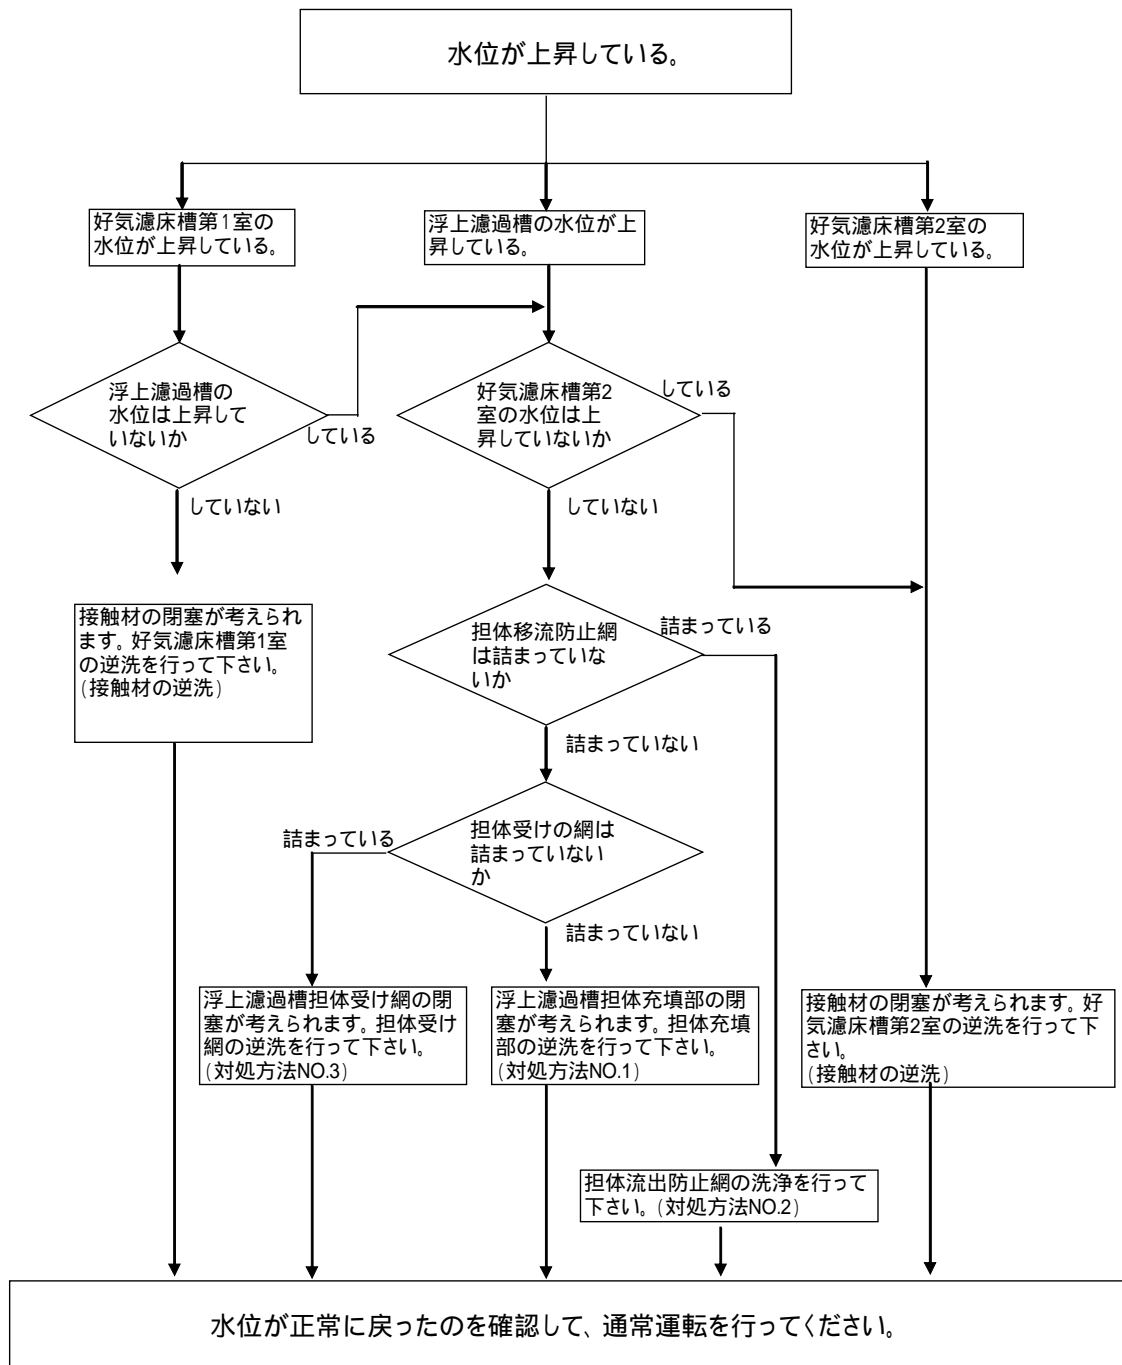 水位が上昇している。
好気濾床槽第1室の
水位が上昇している。
浮上濾過槽の水位が上
昇している。
好気濾床槽第2室の
水位が上昇している。
浮上濾過槽の
水位は上昇して
いないか
している
好気濾床槽第2
室の水位は上
昇していないか
している
していない
していない
接触材の閉塞が考えられ
ます。好気濾床槽第1室
の逆洗を行って下さい。
(接触材の逆洗)
担体移流防止網
は詰まっていな
いか
詰まっている
詰まっていない
担体受けの網は
詰まっていない
か
詰まっている
詰まっていない
浮上濾過槽担体受け網の閉
塞が考えられます。担体受け
網の逆洗を行って下さい。
(対処方法NO.3)
浮上濾過槽担体充填部の閉
塞が考えられます。担体充填
部の逆洗を行って下さい。
(対処方法NO.1)
接触材の閉塞が考えられます。好
気濾床槽第2室の逆洗を行って下
さい。
(接触材の逆洗)
担体流出防止網の洗浄を行って
下さい。(対処方法NO.2)
水位が正常に戻ったのを確認して、通常運転を行ってください。